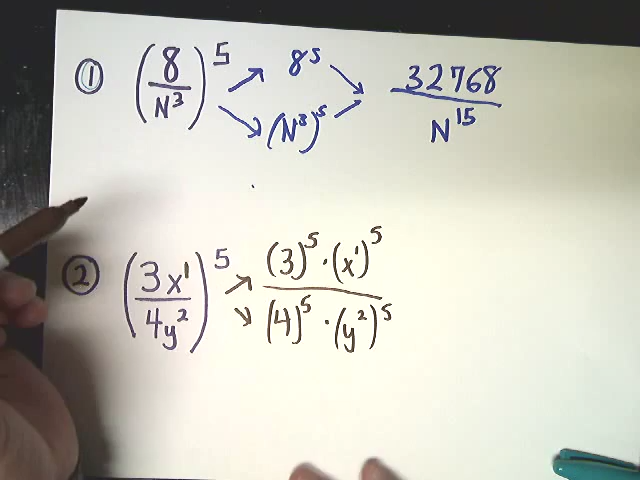 ① (8/N³)⁵ → 8⁵ → 32768/N¹⁵
→ (N³)⁵ →
② (3x¹/4y²)⁵ → (3)⁵·(x¹)⁵
→ (4)⁵·(y²)⁵